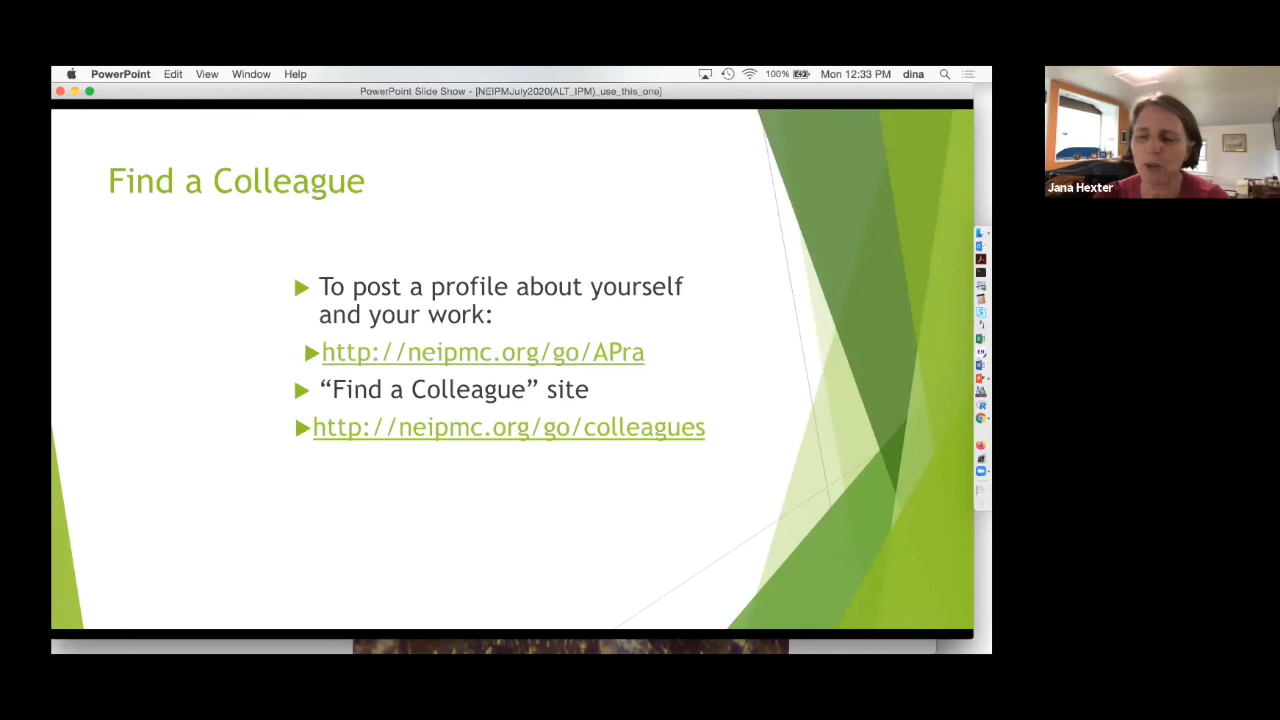 PowerPoint Edit View Window Help 100% Mon 12:33 PM dina
PowerPoint Slide Show - [NEIPMJuly2020(ALT_IPM)_use_this_one]
Find a Colleague
To post a profile about yourself
and your work:
http://neipmc.org/go/APra
“Find a Colleague” site
http://neipmc.org/go/colleagues
Jana Hexter